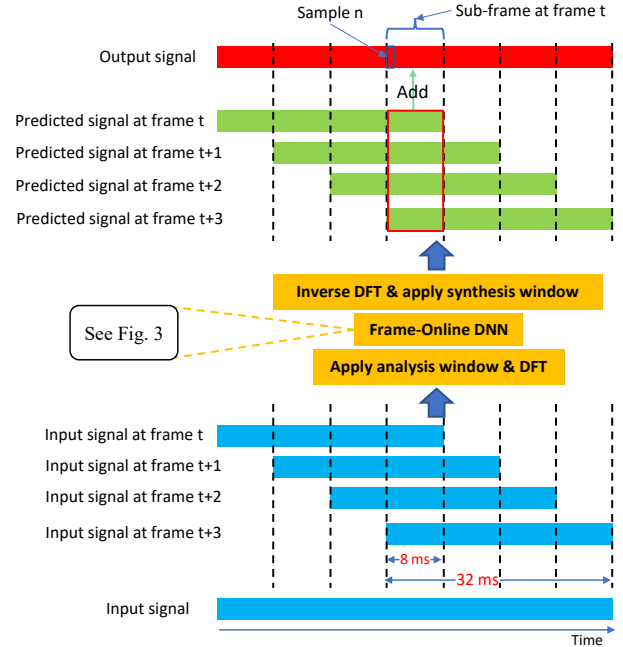 Sample n
Sub-frame at frame t
Output signal
Add
Predicted signal at frame t
Predicted signal at frame t+1
Predicted signal at frame t+2
Predicted signal at frame t+3
Inverse DFT & apply synthesis window
See Fig. 3
Frame-Online DNN
Apply analysis window & DFT
Input signal at frame t
Input signal at frame t+1
Input signal at frame t+2
Input signal at frame t+3
8 ms
32 ms
Input signal
Time